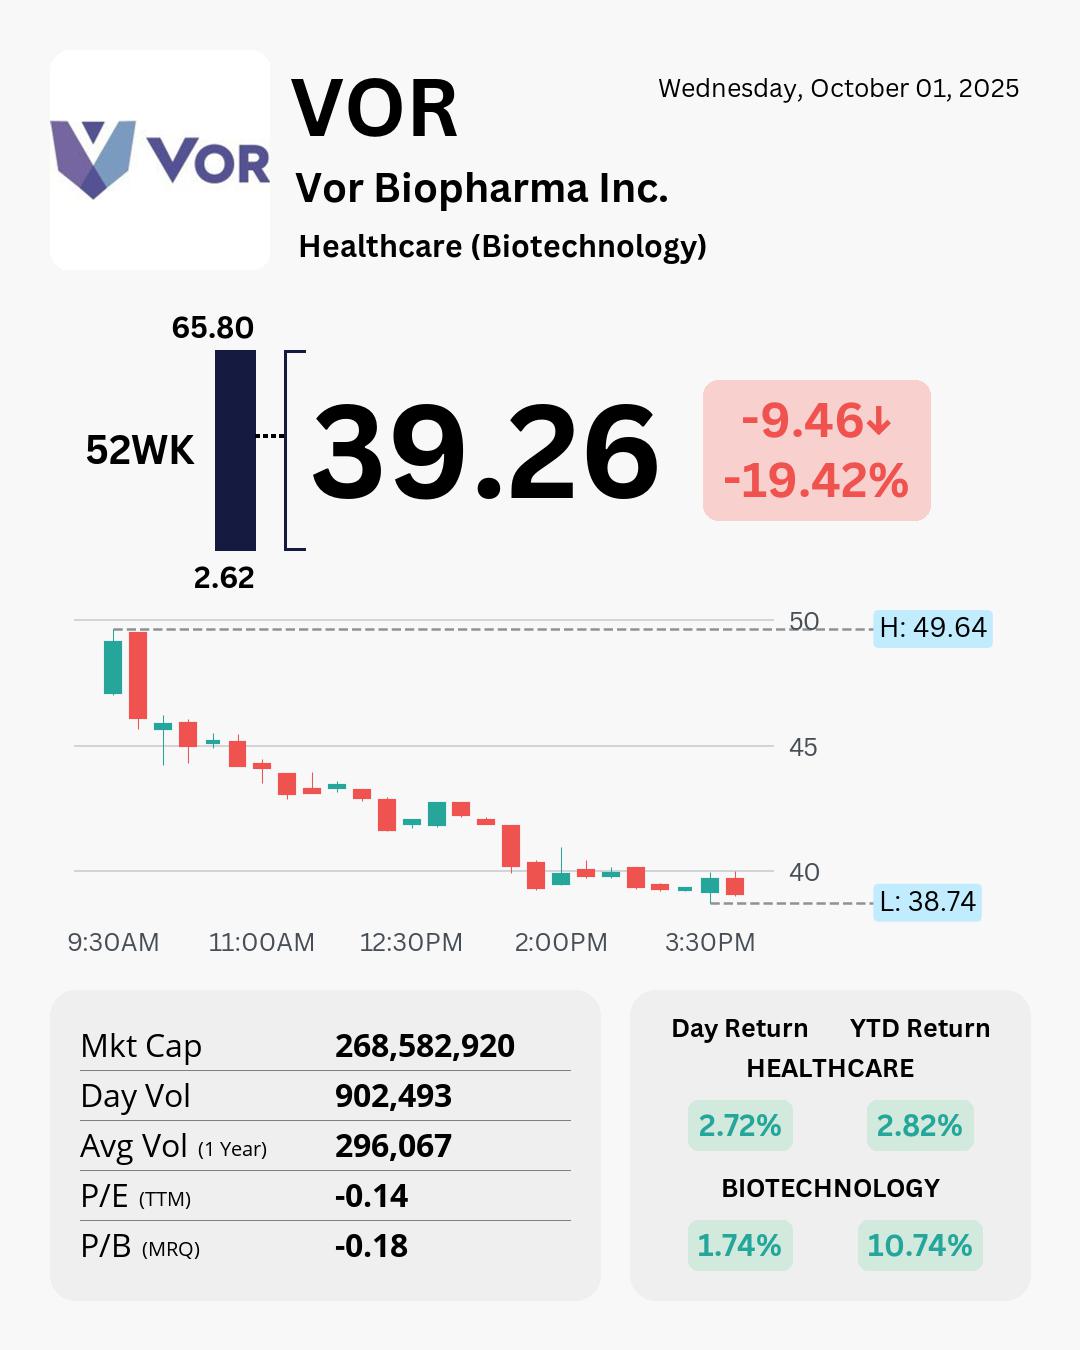 VOR
VOR
Wednesday, October 01, 2025
Vor Biopharma Inc.
Healthcare (Biotechnology)
65.80
52WK
2.62
39.26
-9.46↓
-19.42%
50
H: 49.64
45
40
L: 38.74
9:30AM 11:00AM 12:30PM 2:00PM 3:30PM
Mkt Cap 268,582,920
Day Vol 902,493
Avg Vol (1 Year) 296,067
P/E (TTM) -0.14
P/B (MRQ) -0.18
Day Return YTD Return
HEALTHCARE
2.72% 2.82%
BIOTECHNOLOGY
1.74% 10.74%